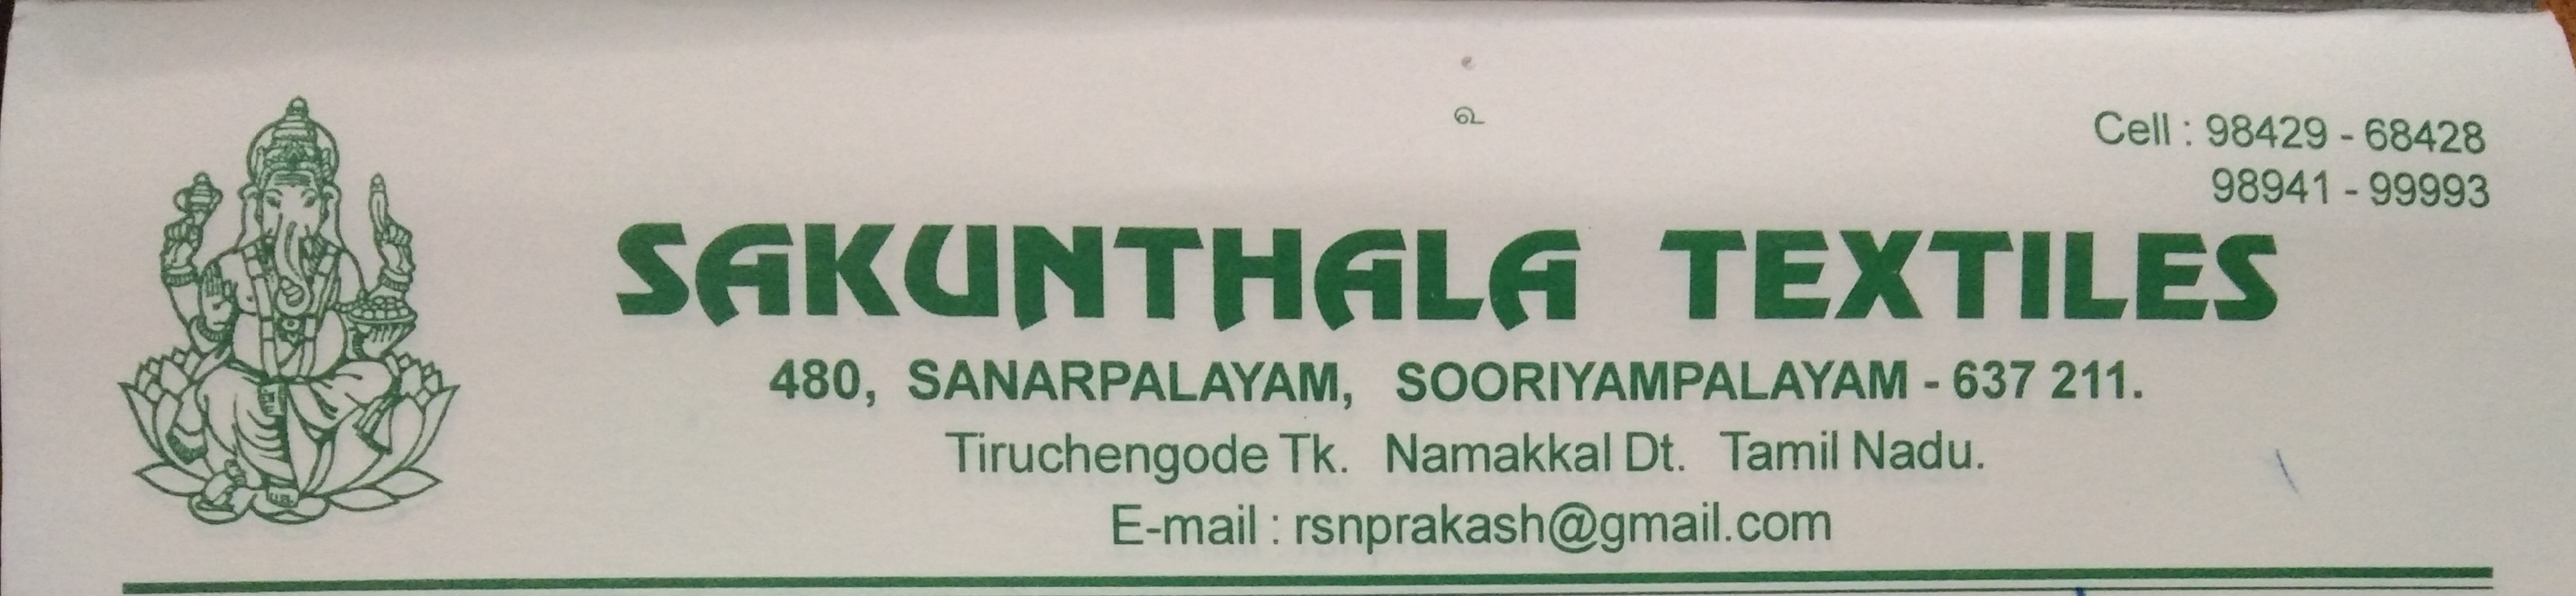 உ
Cell : 98429 - 68428
98941 - 99993
SAKUNTHALA TEXTILES
480, SANARPALAYAM, SOORIYAMPALAYAM - 637 211.
Tiruchengode Tk. Namakkal Dt. Tamil Nadu.
E-mail : rsnprakash@gmail.com